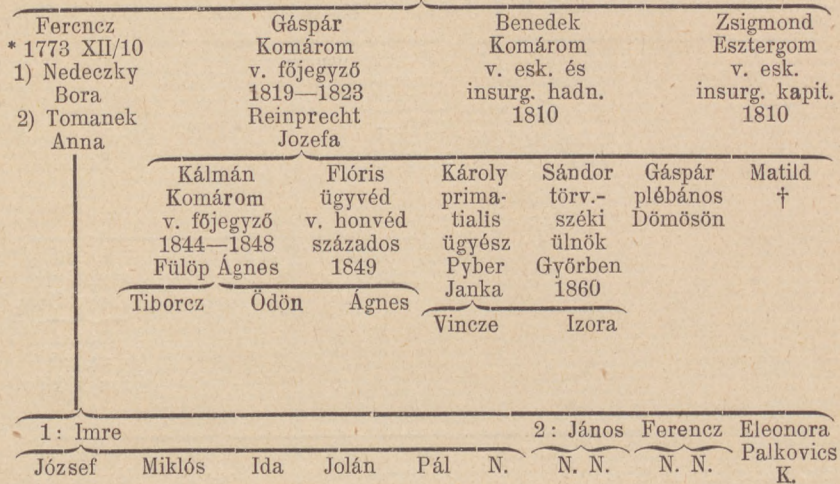 Ferencz Gáspár Benedek Zsigmond
* 1773 XII/10 Komárom Komárom Esztergom
1) Nedeczky v. főjegyző v. esk. és v. esk.
Bora 1819—1823 insurg. hadn. insurg. kapit.
2) Tomanek Reinprecht 1810 1810
Anna Jozefa
Kálmán Flóris Károly Sándor Gáspár Matild
Komárom ügyvéd prima- törv.- plébános †
v. főjegyző v. honvéd tialis széki Dömösön
1844—1848 százados ügyész ülnök
Fülöp Ágnes 1849 Pyber Győrben
Janka 1860
Tiborcz Ödön Ágnes
Vincze Izora
1: Imre 2: János Ferencz Eleonora
Palkovics
József Miklós Ida Jolán Pál N. N. N. N. N. K.